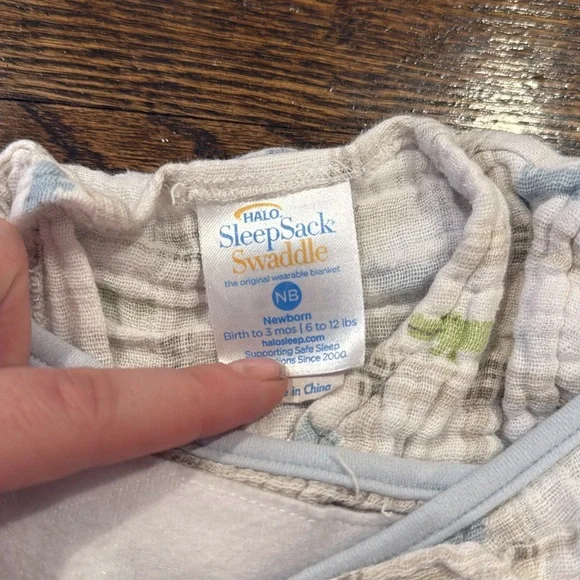 HALO
SleepSack
Swaddle
the original wearable blanket
NB
Newborn
Birth to 3 mos | 6 to 12 lbs
halosleep.com
Supporting Safe Sleep
Since 2000.
in China